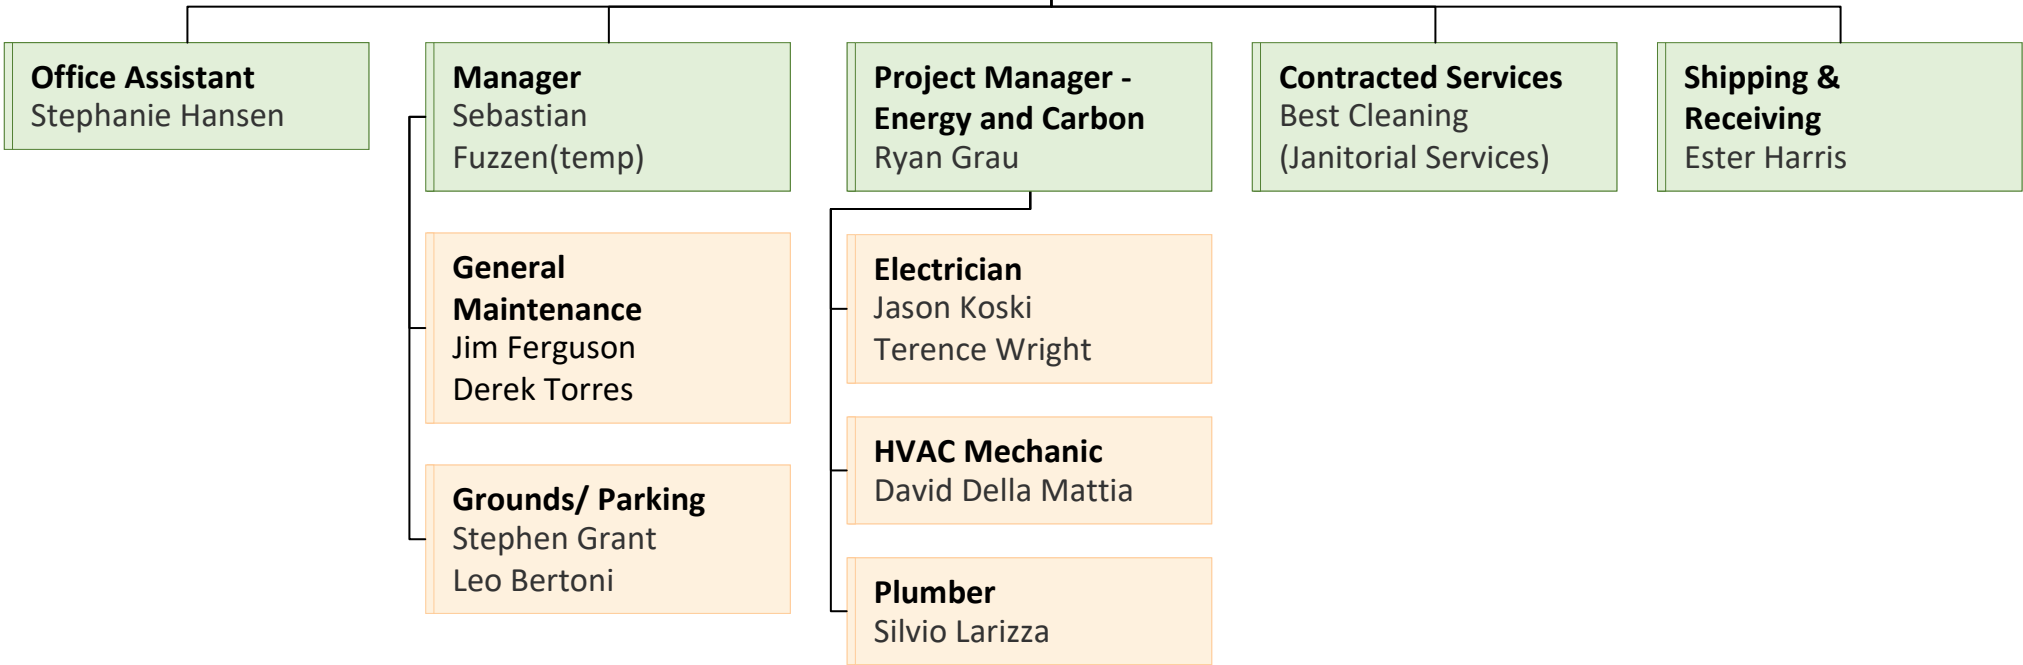 Office Assistant
Stephanie Hansen
Manager
Sebastian
Fuzzen(temp)
Project Manager -
Energy and Carbon
Ryan Grau
Contracted Services
Best Cleaning
(Janitorial Services)
Shipping &
Receiving
Ester Harris
General
Maintenance
Jim Ferguson
Derek Torres
Grounds/ Parking
Stephen Grant
Leo Bertoni
Electrician
Jason Koski
Terence Wright
HVAC Mechanic
David Della Mattia
Plumber
Silvio Larizza